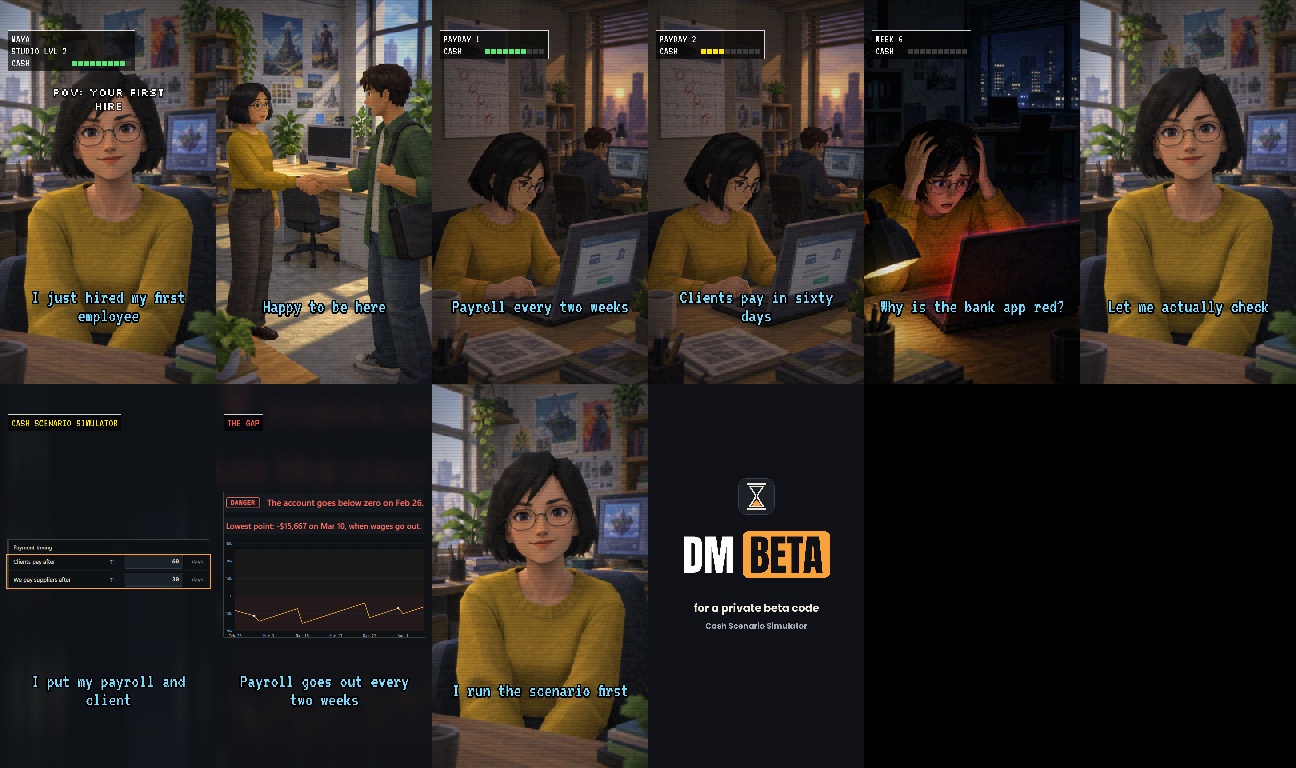 MAYA
STUDIO LVL 2
CASH
POV: YOUR FIRST
HIRE
I just hired my first
employee
Happy to be here
PAYDAY 1
CASH
Payroll every two weeks
PAYDAY 2
CASH
Clients pay in sixty
days
WEEK 6
CASH
Why is the bank app red?
Let me actually check
CASH SCENARIO SIMULATOR
Payment timing
Clients pay after 60 days
We pay suppliers after 30 days
I put my payroll and
client
THE GAP
DANGER The account goes below zero on Feb 26.
Lowest point: -$15,667 on Mar 10, when wages go out.
Payroll goes out every
two weeks
I run the scenario first
DM BETA
for a private beta code
Cash Scenario Simulator